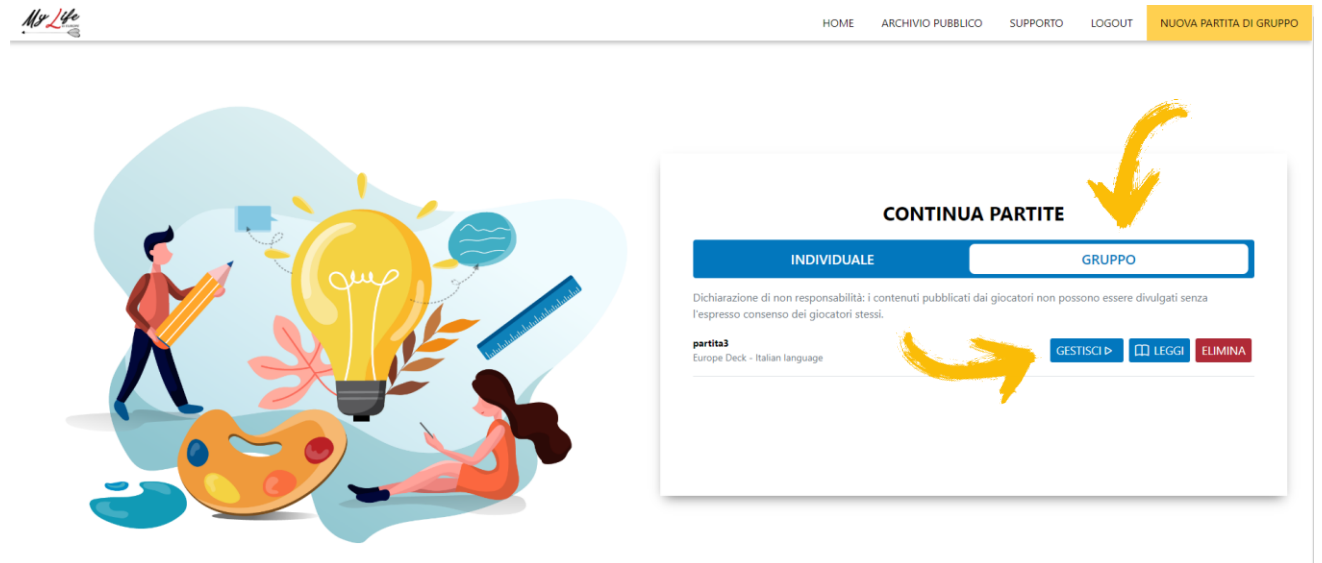 My Life
HOME ARCHIVIO PUBBLICO SUPPORTO LOGOUT NUOVA PARTITA DI GRUPPO
CONTINUA PARTITE
INDIVIDUALE GRUPPO
Dichiarazione di non responsabilità: i contenuti pubblicati dai giocatori non possono essere divulgati senza
l'espresso consenso dei giocatori stessi.
partita3
Europe Deck - Italian language
GESTISCI LEGGI ELIMINA